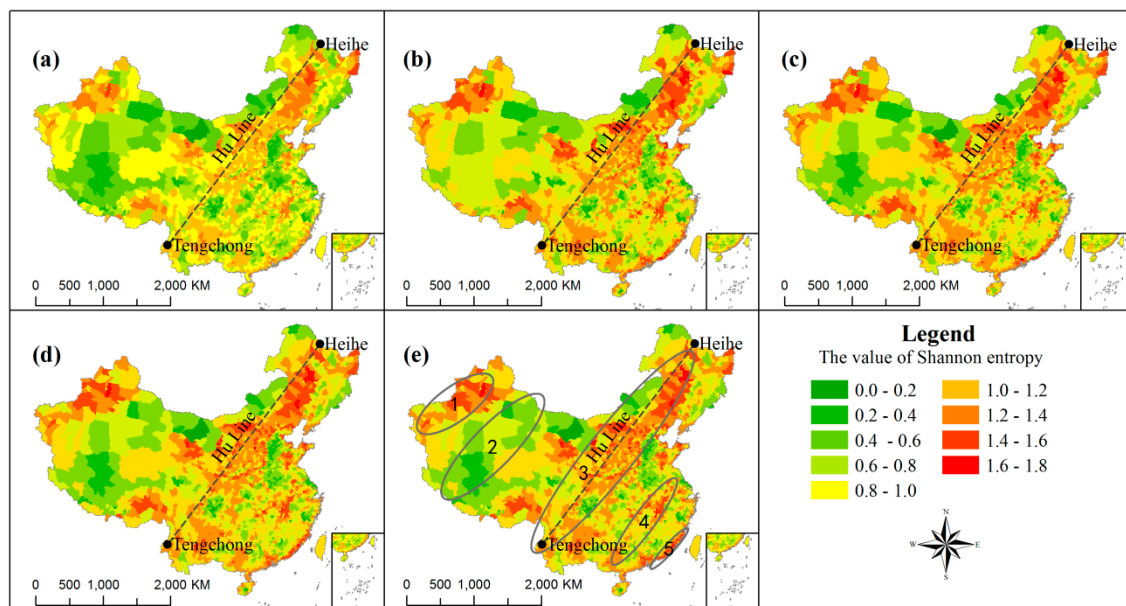 (a)
Heihe
Hu Line
Tengchong
0 500 1,000 2,000 KM
(b)
Heihe
Hu Line
Tengchong
0 500 1,000 2,000 KM
(c)
Heihe
Hu Line
Tengchong
0 500 1,000 2,000 KM
(d)
Heihe
Hu Line
Tengchong
0 500 1,000 2,000 KM
(e)
Heihe
1
2
Hu Line
3
4
5
Tengchong
0 500 1,000 2,000 KM
Legend
The value of Shannon entropy
0.0 - 0.2
0.2 - 0.4
0.4 - 0.6
0.6 - 0.8
0.8 - 1.0
1.0 - 1.2
1.2 - 1.4
1.4 - 1.6
1.6 - 1.8
N
W E
S